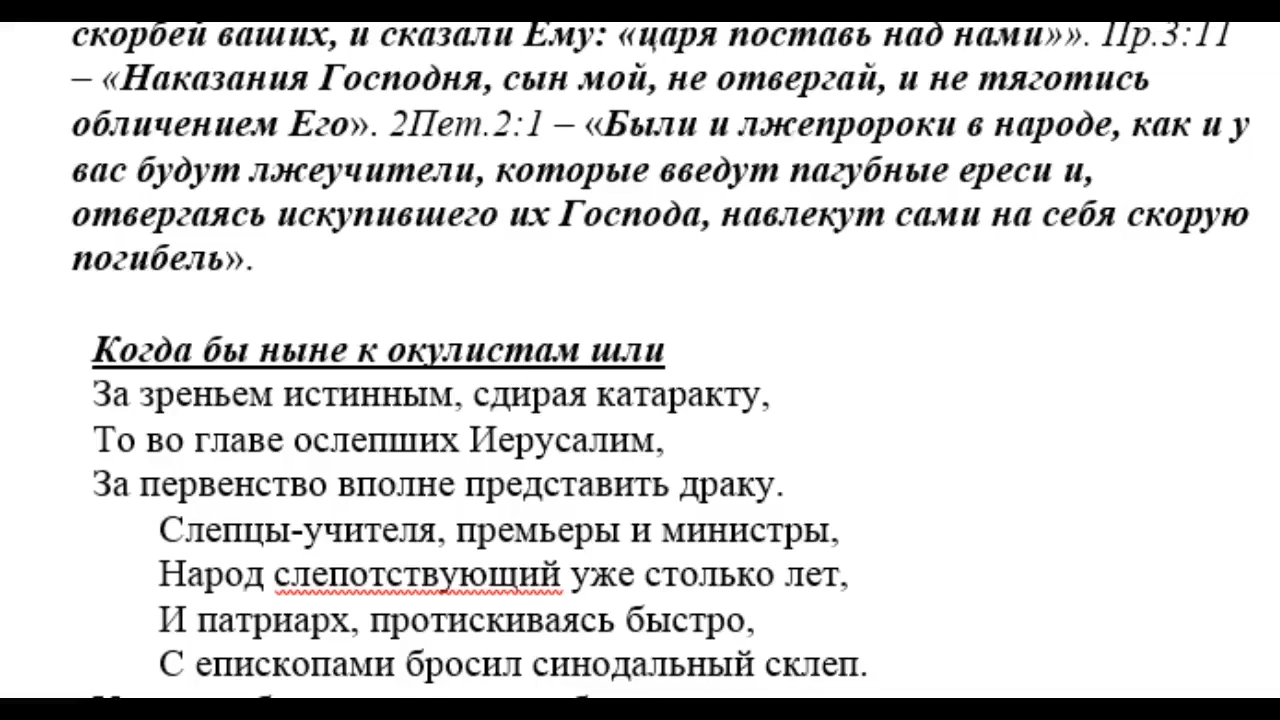 скорбей ваших, и сказали Ему: «царя поставь над нами»». Пр.3:11
– «Наказания Господня, сын мой, не отвергай, и не тяготись
обличением Его». 2Пет.2:1 – «Были и лжепророки в народе, как и у
вас будут лжеучители, которые введут пагубные ереси и,
отвергаясь искупившего их Господа, навлекут сами на себя скорую
погибель».
Когда бы ныне к окулистам шли
За зреньем истинным, сдирая катаракту,
То во главе ослепших Иерусалим,
За первенство вполне представить драку.
Слепцы-учителя, премьеры и министры,
Народ слепотствующий уже столько лет,
И патриарх, протискиваясь быстро,
С епископами бросил синодальный склеп.